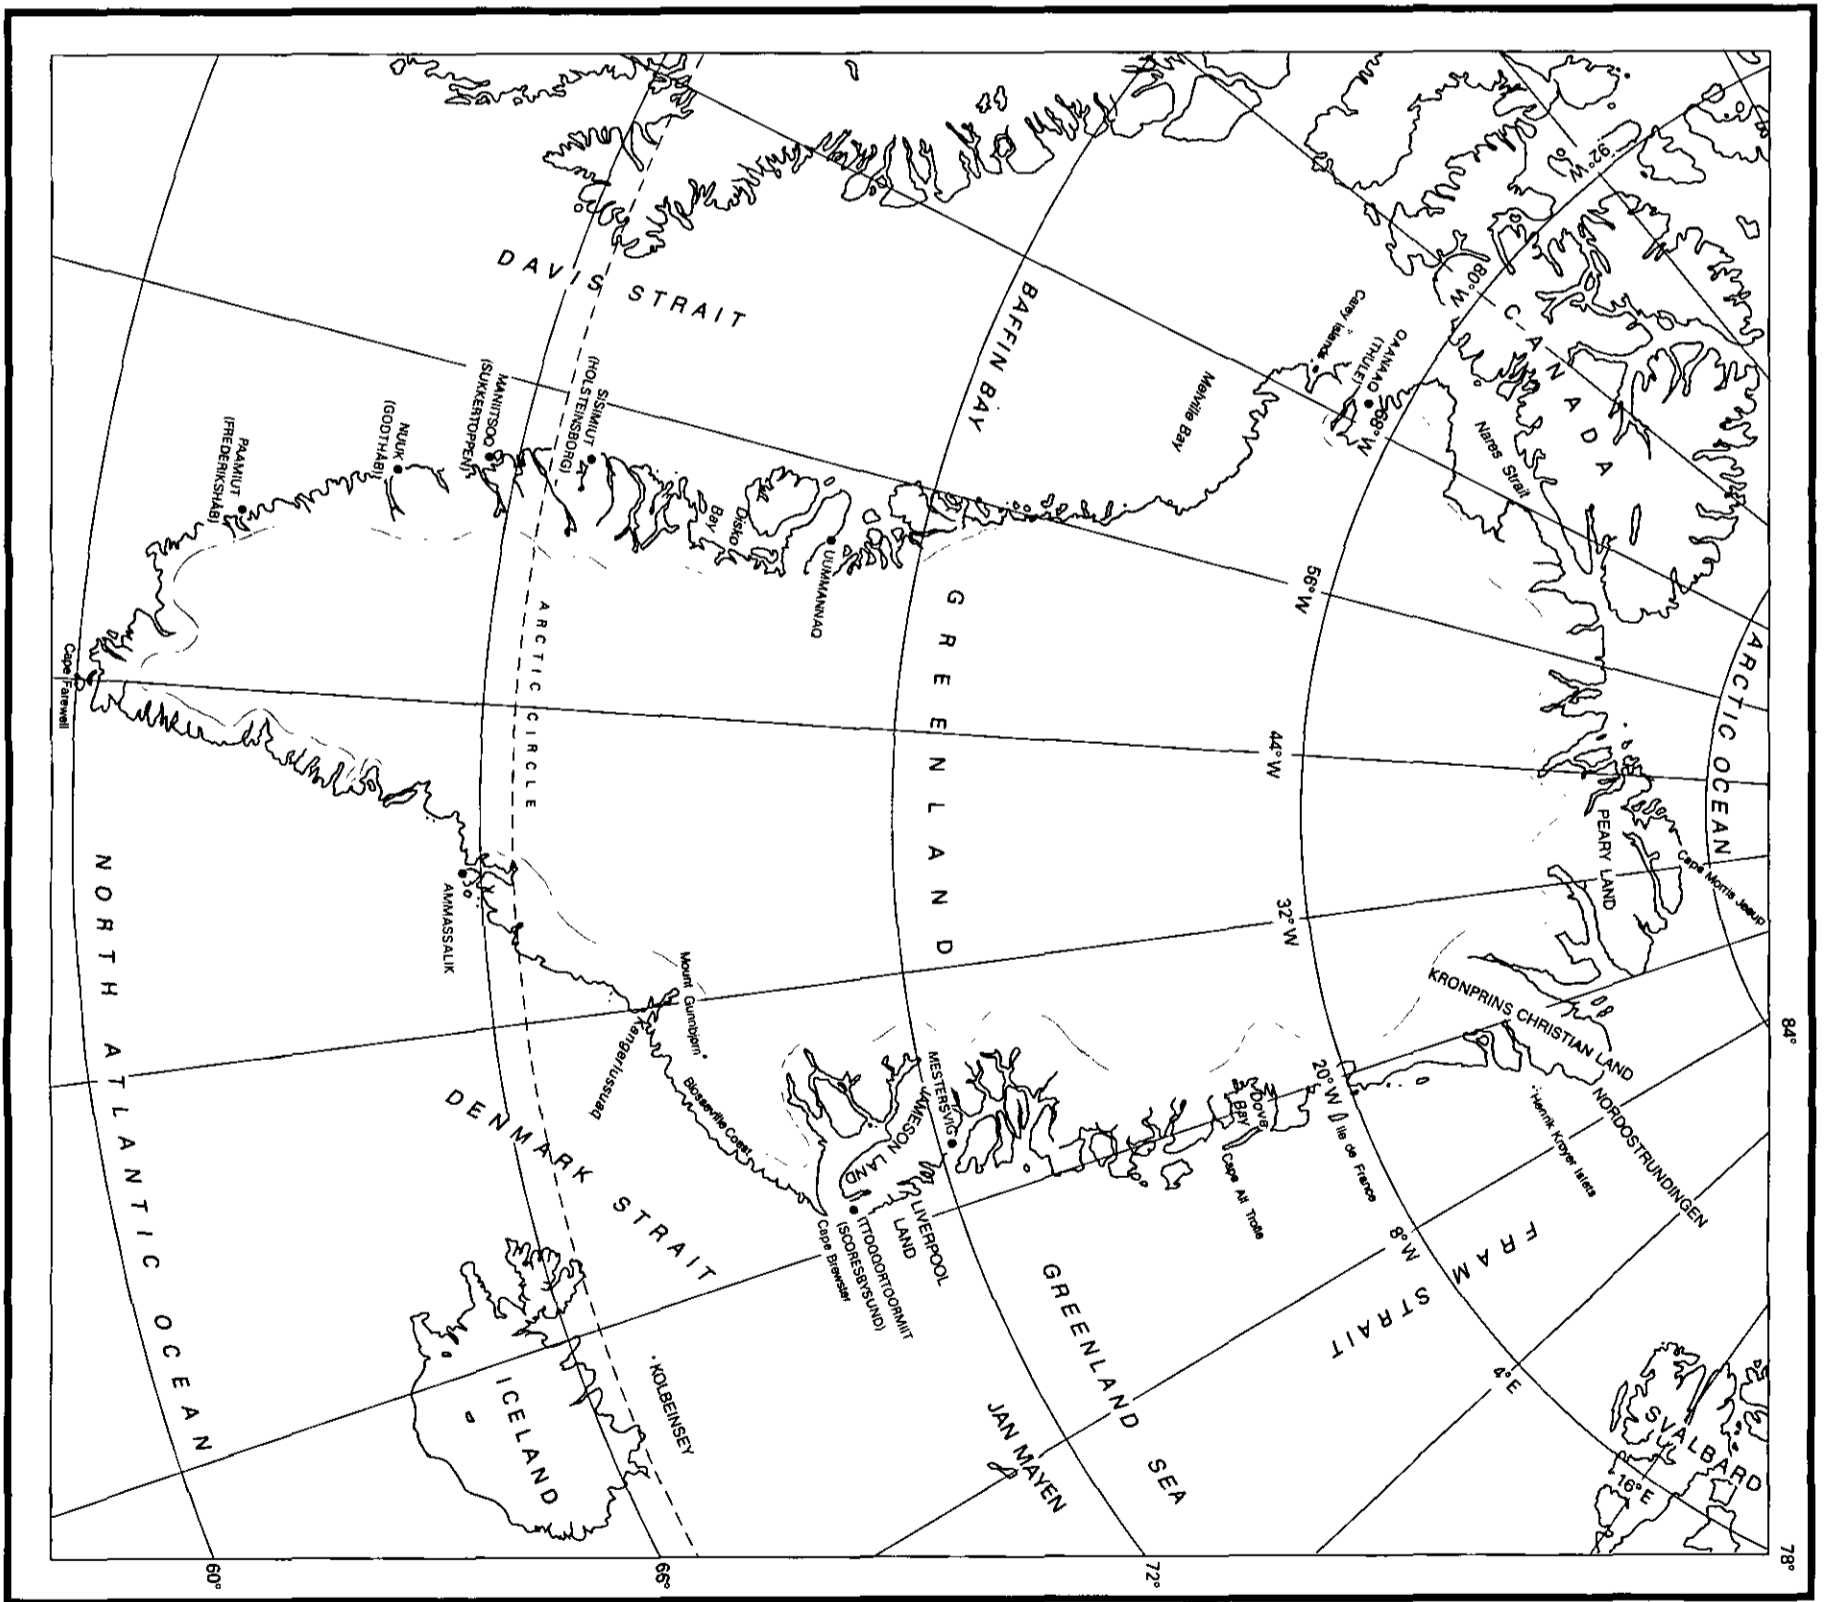 92°W
80°W
CANADA
ARCTIC OCEAN
84°
QAANAAQ
(THULE)
68°W
Carey Islands
Nares Strait
Melville Bay
BAFFIN BAY
DAVIS STRAIT
SISIMIUT
(HOLSTEINSBORG)
MANIITSOQ
(SUKKERTOPPEN)
NUUK
(GODTHÅB)
PAAMIUT
(FREDERIKSHÅB)
Disko
Bay
UUMMANNAQ
56°W
GREENLAND
ARCTIC CIRCLE
44°W
PEARY LAND
Cape Morris Jesup
Cape Farewell
32°W
AMMASSALIK
Mount Gunnbjørn
Kangerlussuaq
Blosseville Coast
KRONPRINS CHRISTIAN LAND
NORDOSTRUNDINGEN
Henrik Krøyer Islets
20°W
Ile de France
Dove
Bay
Cape Alf Trolle
MESTERSVIG
JAMESON LAND
LIVERPOOL
LAND
ITTOQQORTOORMIIT
(SCORESBYSUND)
Cape Brewster
DENMARK STRAIT
NORTH ATLANTIC OCEAN
8°W
FRAM STRAIT
4°E
GREENLAND SEA
JAN MAYEN
KOLBEINSEY
ICELAND
SVALBARD
16°E
60°
66°
72°
78°